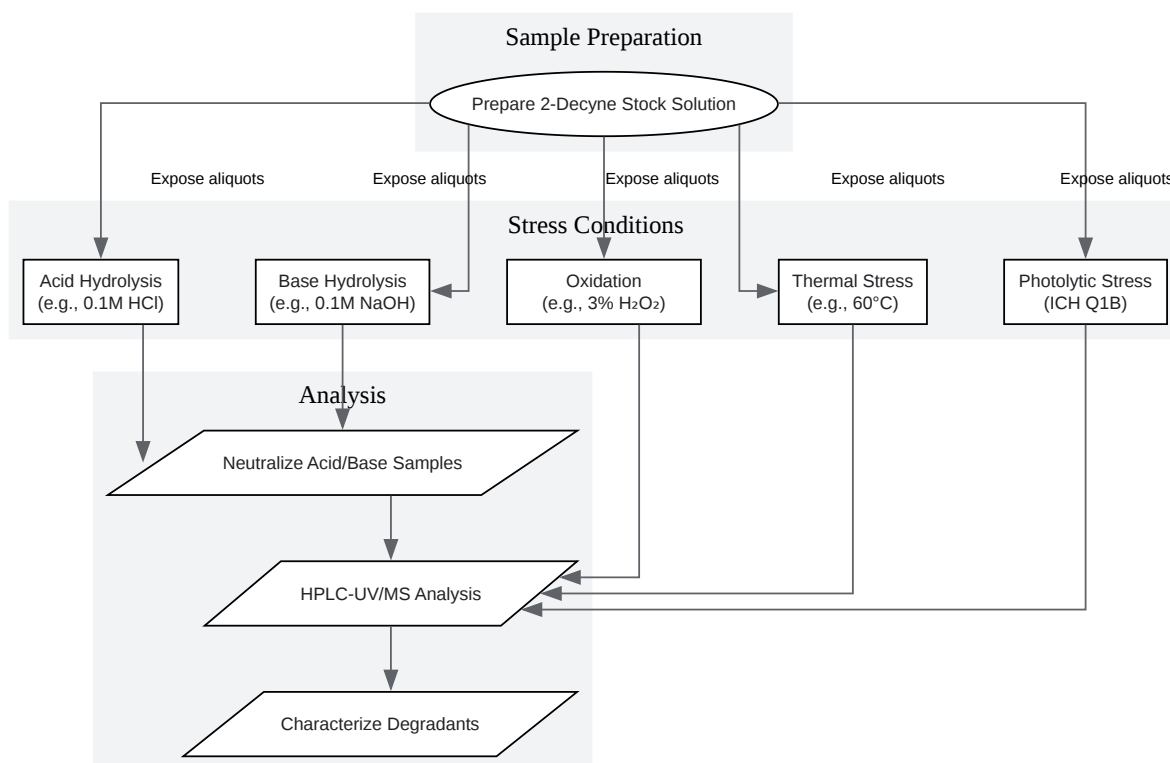 Sample Preparation
Prepare 2-Decyne Stock Solution
Expose aliquots
Expose aliquots
Expose aliquots
Expose aliquots
Expose aliquots
Stress Conditions
Acid Hydrolysis
(e.g., 0.1M HCl)
Base Hydrolysis
(e.g., 0.1M NaOH)
Oxidation
(e.g., 3% H₂O₂)
Thermal Stress
(e.g., 60°C)
Photolytic Stress
(ICH Q1B)
Analysis
Neutralize Acid/Base Samples
HPLC-UV/MS Analysis
Characterize Degradants